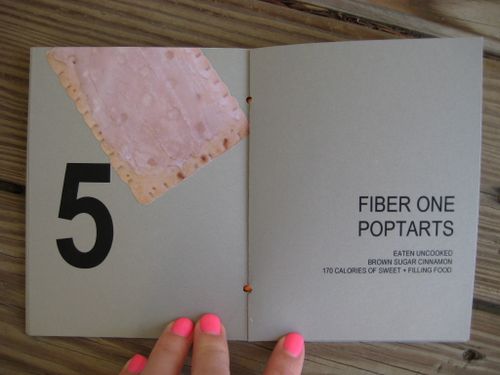 5
FIBER ONE
POPTARTS
EATEN UNCOOKED
BROWN SUGAR CINNAMON
170 CALORIES OF SWEET + FILLING FOOD